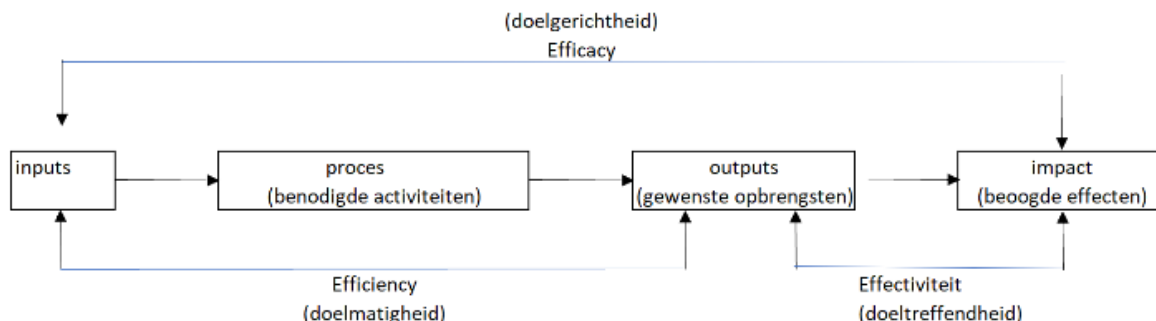 (doelgerichtheid)
Efficacy
inputs
proces
(benodigde activiteiten)
outputs
(gewenste opbrengsten)
impact
(beoogde effecten)
Efficiency
(doelmatigheid)
Effectiviteit
(doeltreffendheid)